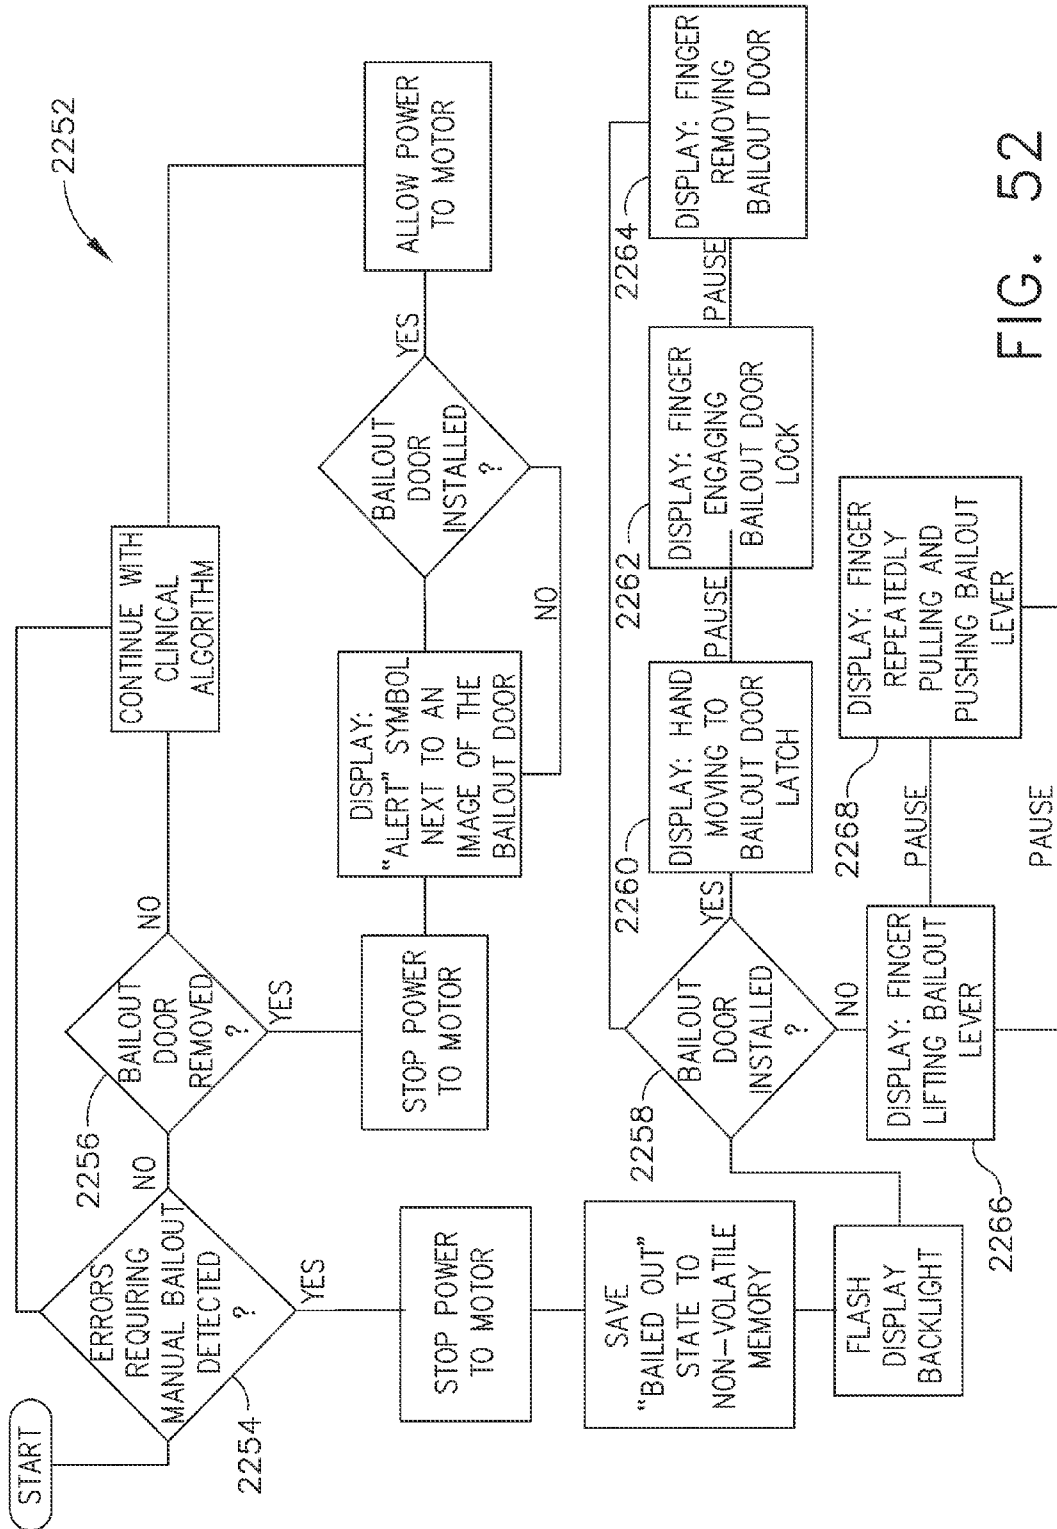 START
ERRORS
REQUIRING
MANUAL BAILOUT
DETECTED
?
2254
NO
YES
2256
BAILOUT
DOOR
REMOVED
?
NO
YES
CONTINUE WITH
CLINICAL
ALGORITHM
2252
STOP POWER
TO MOTOR
DISPLAY:
"ALERT" SYMBOL
NEXT TO AN
IMAGE OF THE
BAILOUT DOOR
BAILOUT
DOOR
INSTALLED
?
NO
YES
ALLOW POWER
TO MOTOR
STOP POWER
TO MOTOR
SAVE
"BAILED OUT"
STATE TO
NON-VOLATILE
MEMORY
FLASH
DISPLAY
BACKLIGHT
2258
BAILOUT
DOOR
INSTALLED
?
YES
NO
2260
DISPLAY: HAND
MOVING TO
BAILOUT DOOR
LATCH
PAUSE
2262
DISPLAY: FINGER
ENGAGING
BAILOUT DOOR
LOCK
PAUSE
2264
DISPLAY: FINGER
REMOVING
BAILOUT DOOR
2266
DISPLAY: FINGER
LIFTING BAILOUT
LEVER
PAUSE
2268
DISPLAY: FINGER
REPEATEDLY
PULLING AND
PUSHING BAILOUT
LEVER
PAUSE
FIG. 52